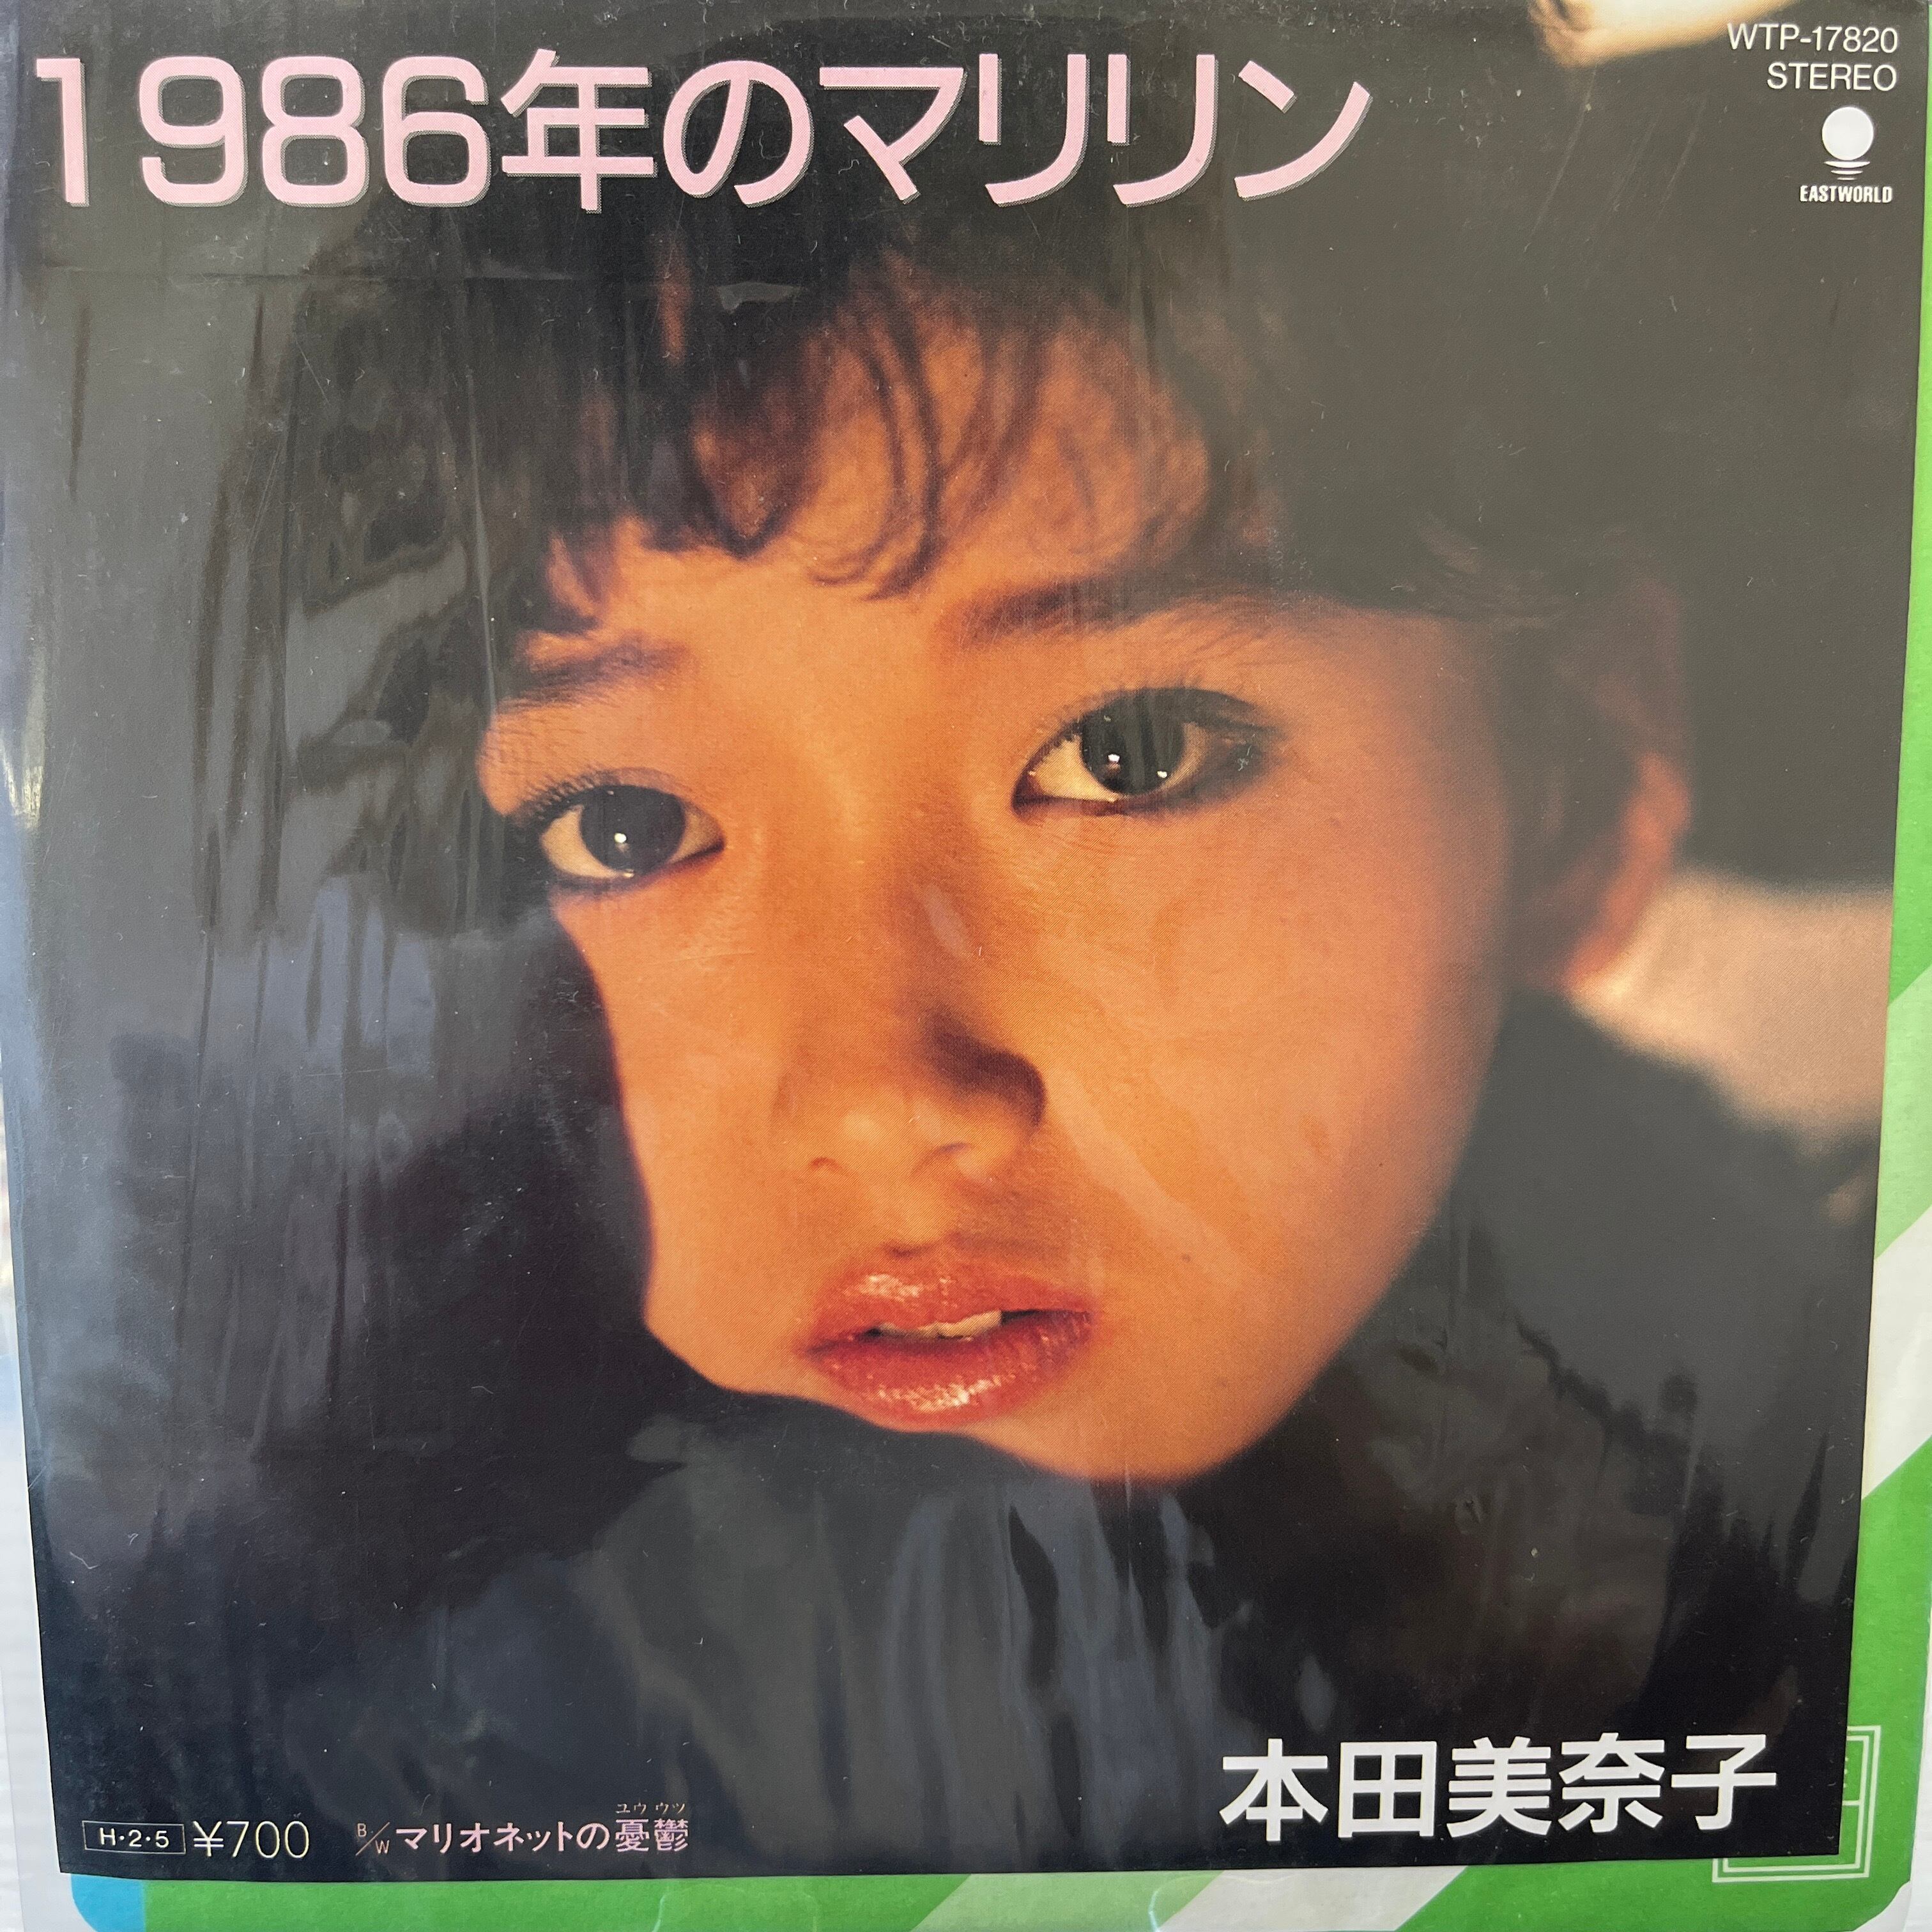 1986年のマリリン
WTP-17820
STEREO
EASTWORLD
本田美奈子
H・2・5 ¥700
B/W マリオネットの憂鬱
ユウ ウツ